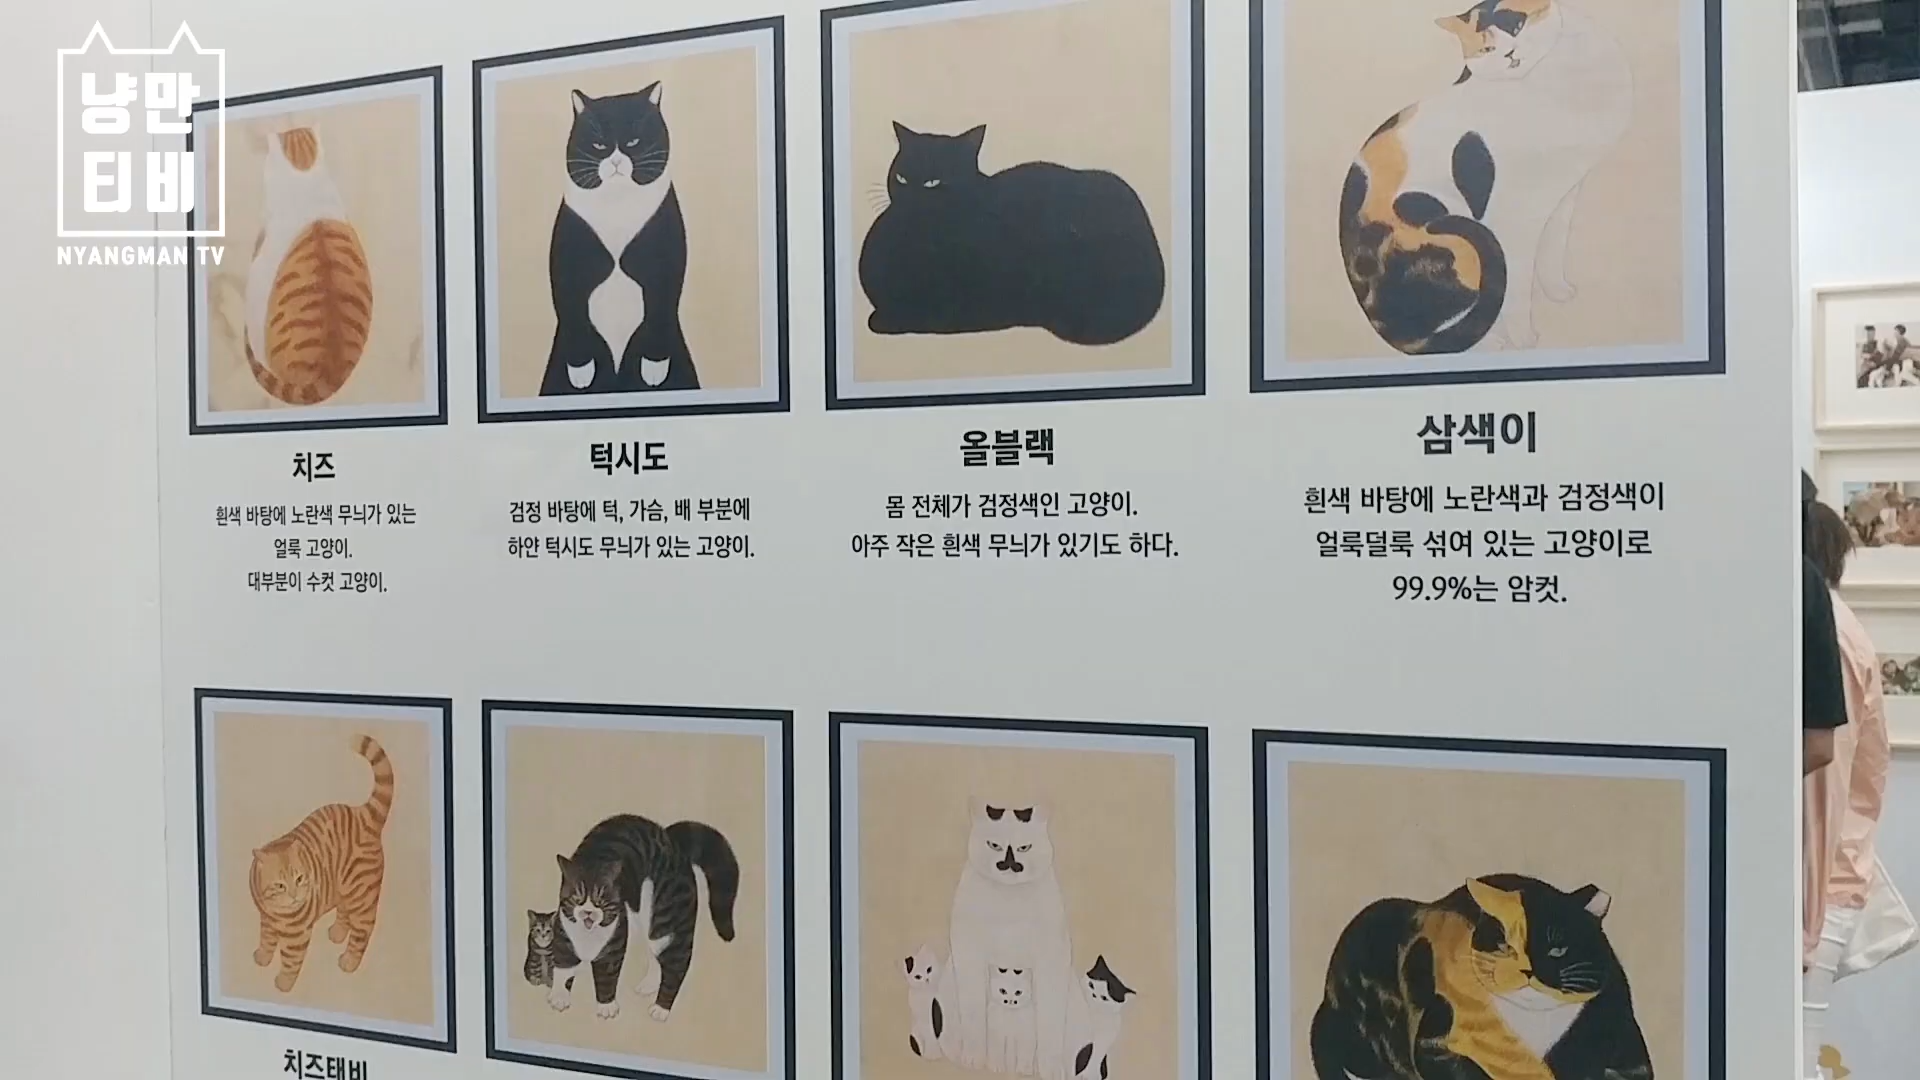 냥만
티비
NYANGMAN TV
치즈
흰색 바탕에 노란색 무늬가 있는
얼룩 고양이.
대부분이 수컷 고양이.
턱시도
검정 바탕에 턱, 가슴, 배 부분에
하얀 턱시도 무늬가 있는 고양이.
올블랙
몸 전체가 검정색인 고양이.
아주 작은 흰색 무늬가 있기도 하다.
삼색이
흰색 바탕에 노란색과 검정색이
얼룩덜룩 섞여 있는 고양이로
99.9%는 암컷.
치즈태비